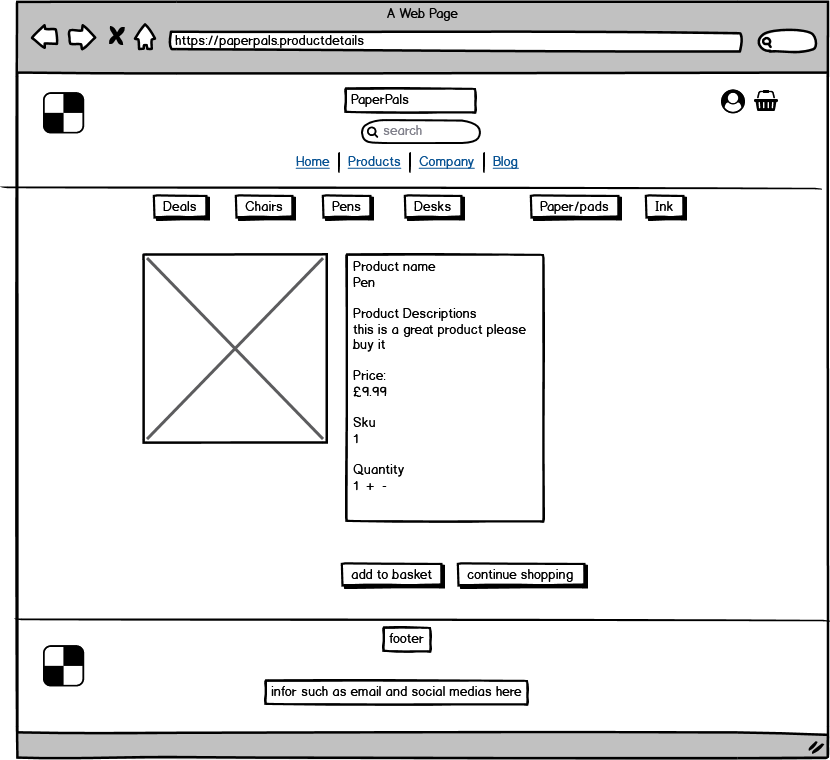 A Web Page
https://paperpals.productdetails
PaperPals
search
Home Products Company Blog
Deals Chairs Pens Desks Paper/pads Ink
Product name
Pen
Product Descriptions
this is a great product please
buy it
Price:
£9.99
Sku
1
Quantity
1 + -
add to basket continue shopping
footer
infor such as email and social medias here